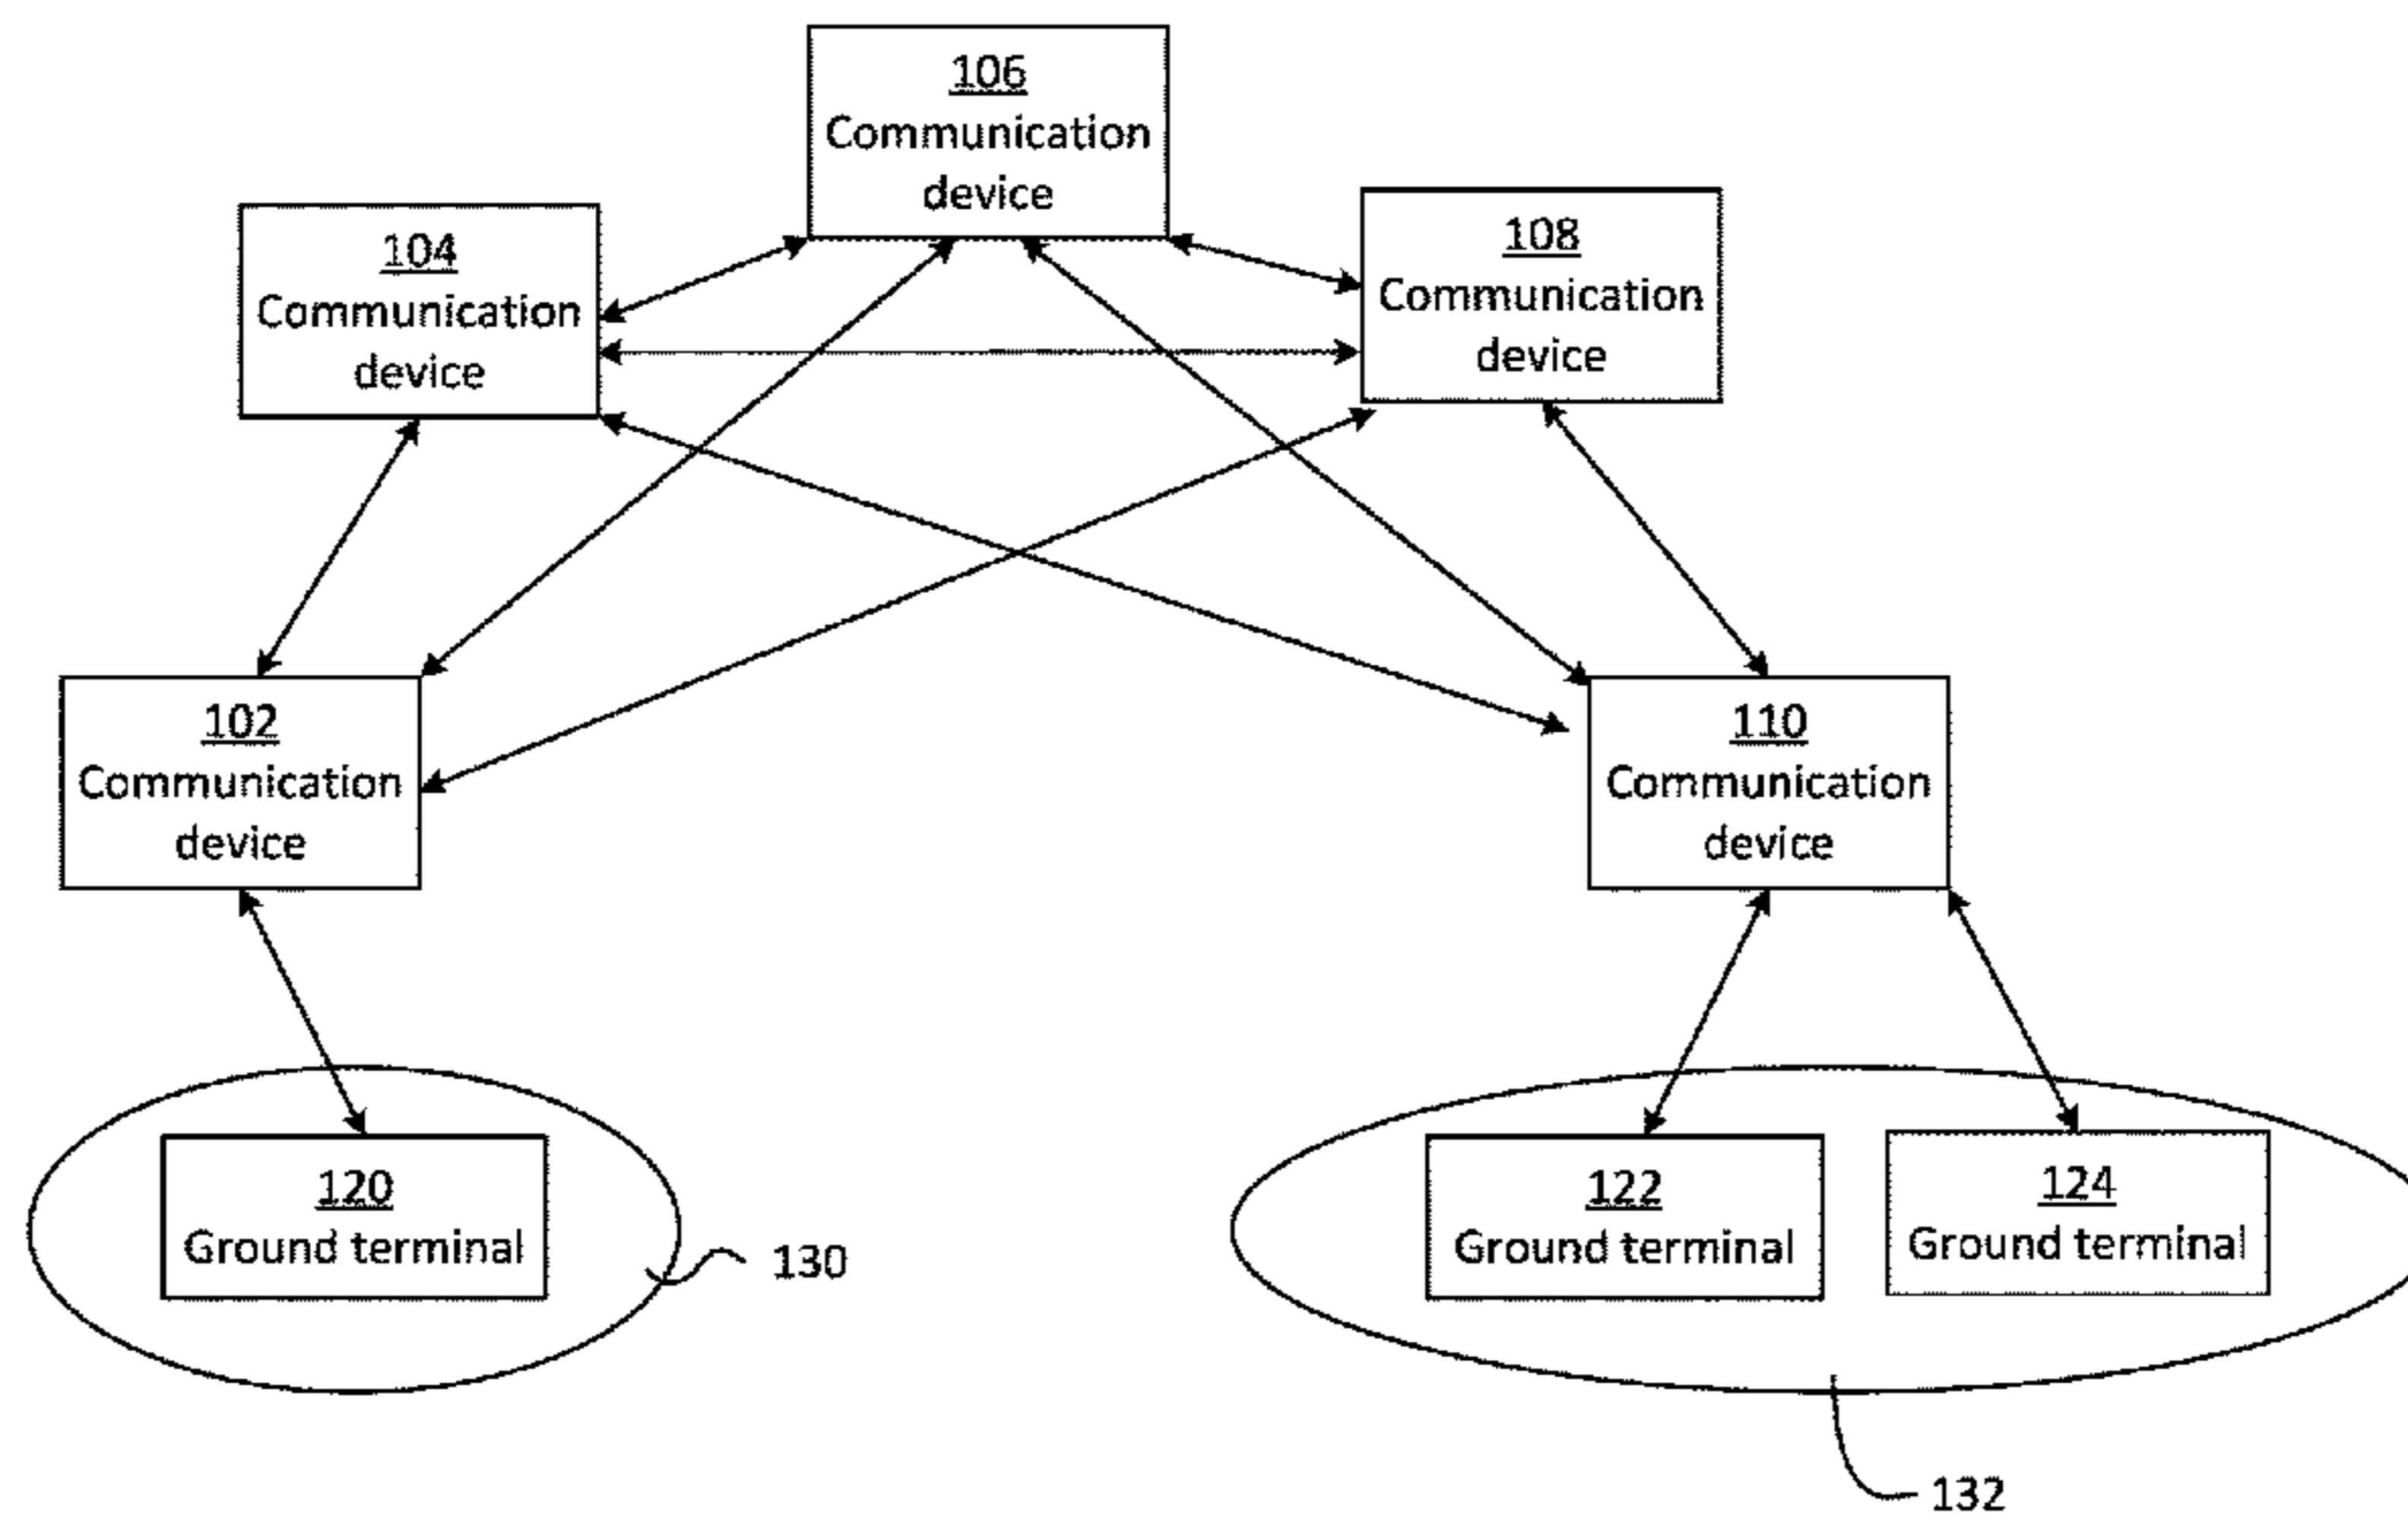 106
Communication
device
104
Communication
device
108
Communication
device
102
Communication
device
110
Communication
device
120
Ground terminal
130
122
Ground terminal
124
Ground terminal
132